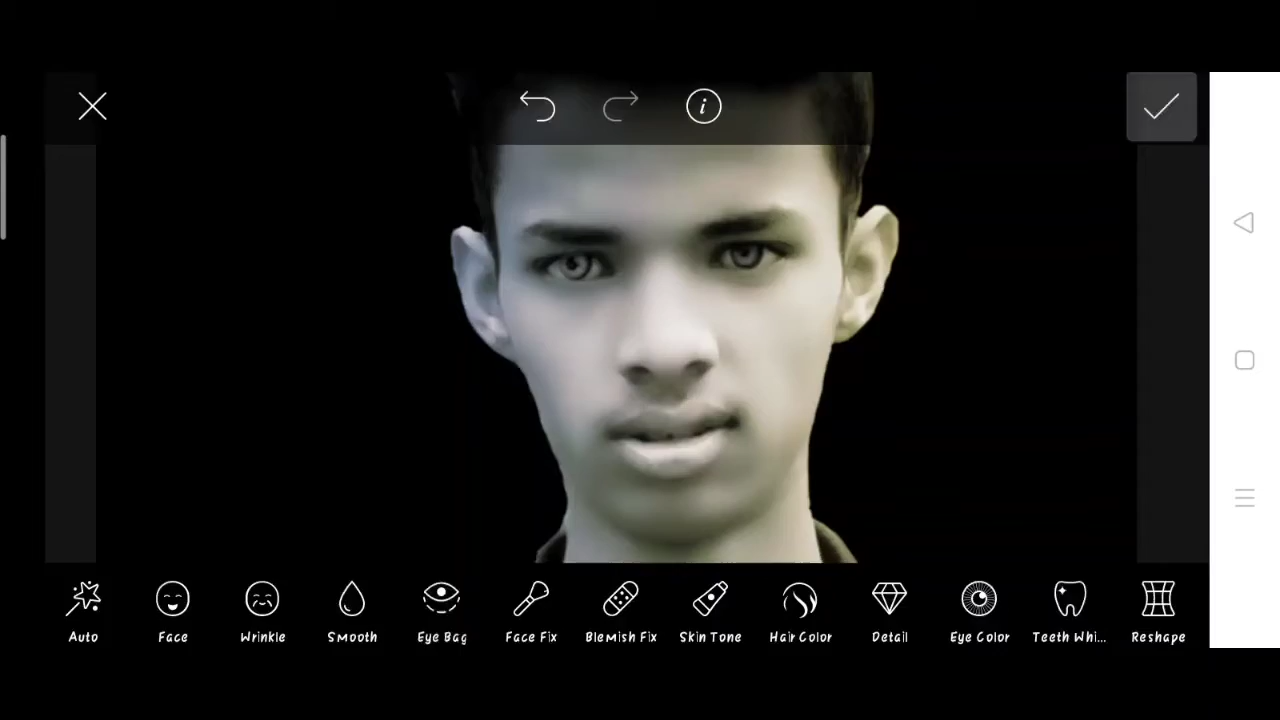 Auto
Face
Wrinkle
Smooth
Eye Bag
Face Fix
Blemish Fix
Skin Tone
Hair Color
Detail
Eye Color
Teeth Whi...
Reshape